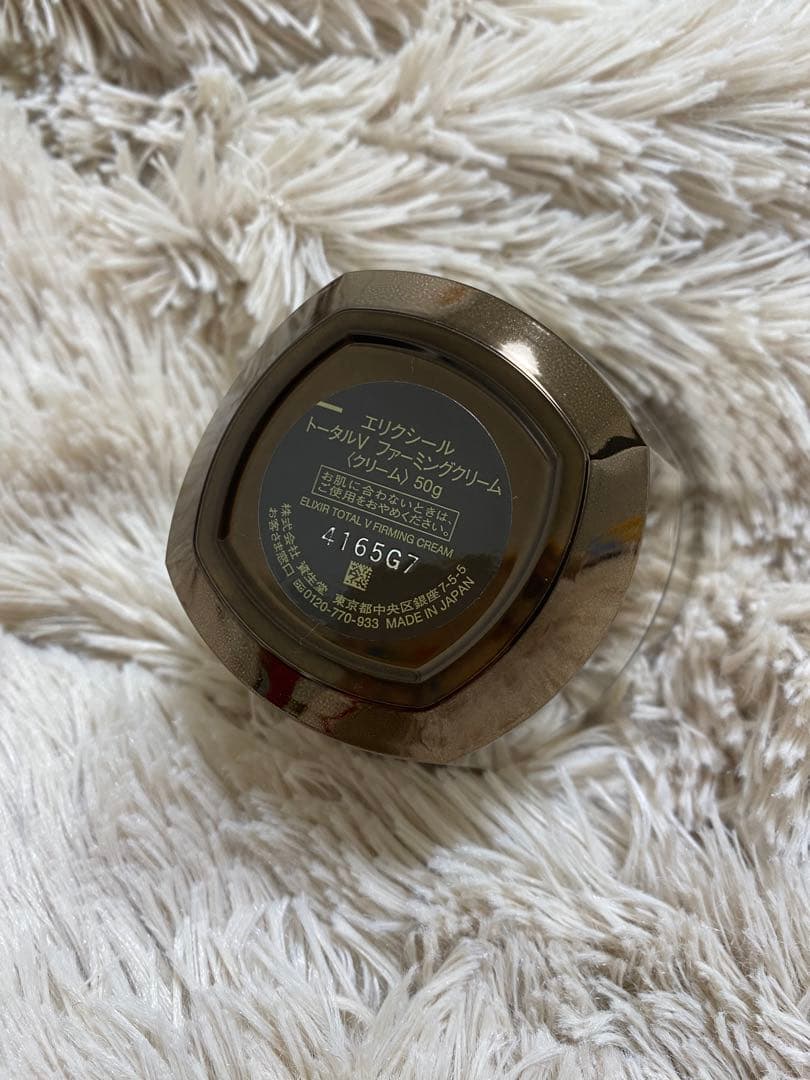 エリクシール
トータルV ファーミングクリーム
〈クリーム〉50g
お肌に合わないときは、
ご使用をおやめください。
ELIXIR TOTAL V FIRMING CREAM
4165G7
株式会社 資生堂 東京都中央区銀座7-5-5
お客さま窓口 0120-770-933 MADE IN JAPAN